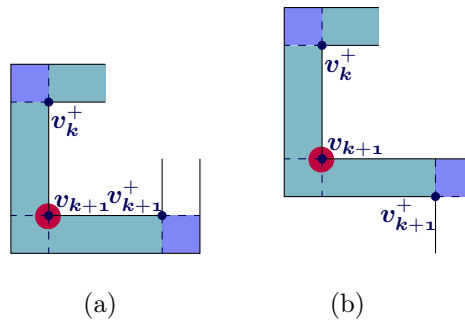 v_k^+
v_{k+1} v_{k+1}^+
(a)
v_k^+
v_{k+1}
v_{k+1}^+
(b)